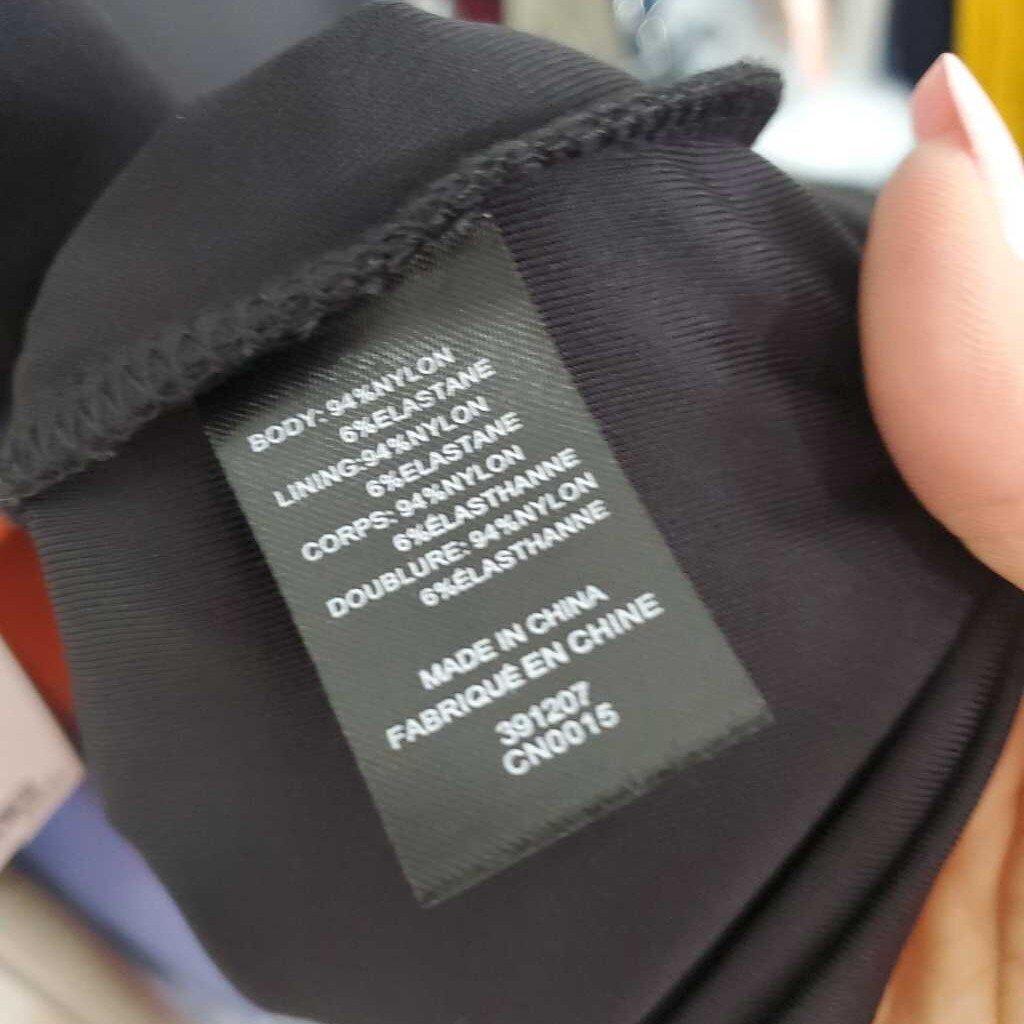 BODY: 94%NYLON
6%ELASTANE
LINING:94%NYLON
6%ELASTANE
CORPS: 94%NYLON
6%ÉLASTHANNE
DOUBLURE: 94%NYLON
6%ÉLASTHANNE
MADE IN CHINA
FABRIQUÈ EN CHINE
391207
CN0015